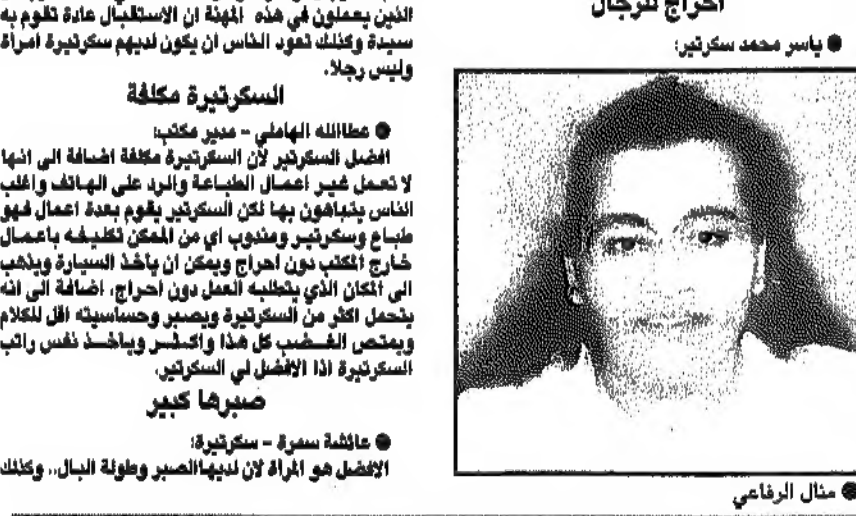 احراج للرجال
● ياسر محمد سكرتير:
● منال الرفاعي
الذين يعملون في هذه المهنة ان الاستقبال عادة تقوم به
سيدة وكذلك تعود الناس ان يكون لديهم سكرتيرة امرأة
وليس رجلا.
السكرتيرة مكلفة
● عطاالله الهاملي – مدير مكتب:
افضل السكرتير لأن السكرتيرة مكلفة اضافة الى انها
لا تعمل غير اعمال الطباعة والرد على الهاتف واغلب
الناس يتباهون بها لكن السكرتير يقوم بعدة اعمال فهو
طباع وسكرتير ومندوب اي من الممكن تكليفه باعمال
خارج المكتب دون احراج ويمكن ان ياخذ السيارة ويذهب
الى المكان الذي يتطلبه العمل دون احراج، اضافة الى انه
يتحمل اكثر من السكرتيرة ويصبر وحساسيته اقل للكلام
ويمتص الغضب كل هذا واكثر وياخذ نفس راتب
السكرتيرة اذا الافضل لي السكرتير.
صبرها كبير
● عائشة سمرة – سكرتيرة:
الافضل هو المرأة لان لديها الصبر وطولة البال.. وكذلك